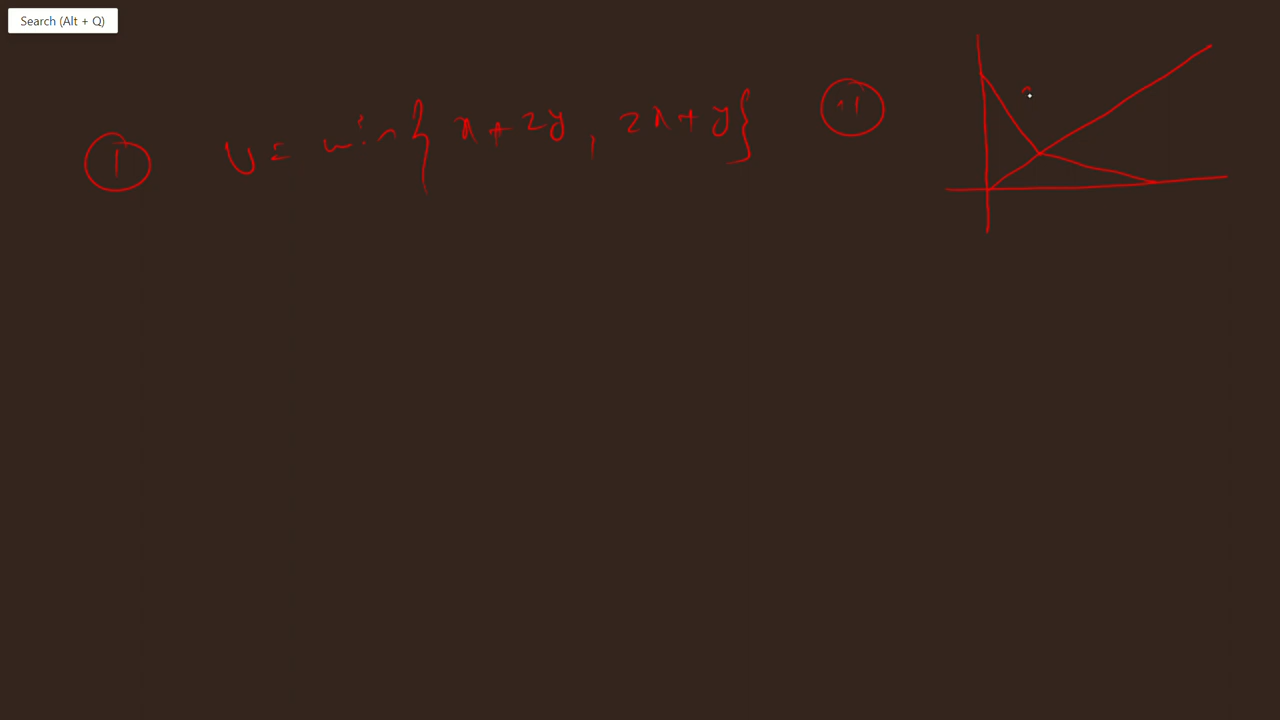 Search (Alt + Q)
① U = min { x + 2y , 2x + y }